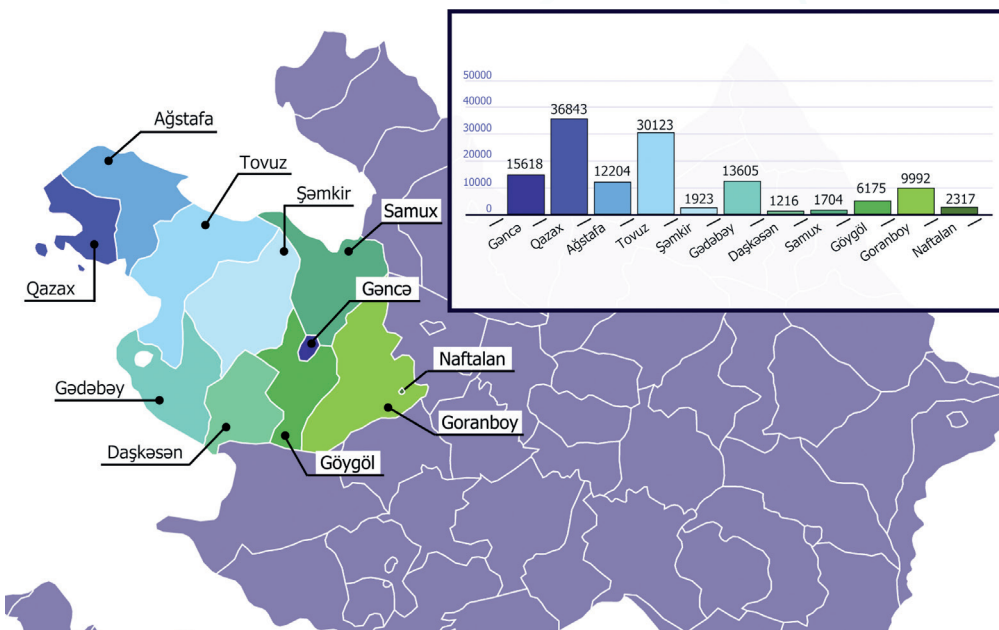 Ağstafa
Tovuz
Şəmkir
Samux
Qazax
Gəncə
Naftalan
Gədəbəy
Goranboy
Daşkəsən
Göygöl
50000
40000
30000
20000
10000
0
15618
36843
12204
30123
1923
13605
1216
1704
6175
9992
2317
Gəncə
Qazax
Ağstafa
Tovuz
Şəmkir
Gədəbəy
Daşkəsən
Samux
Göygöl
Goranboy
Naftalan